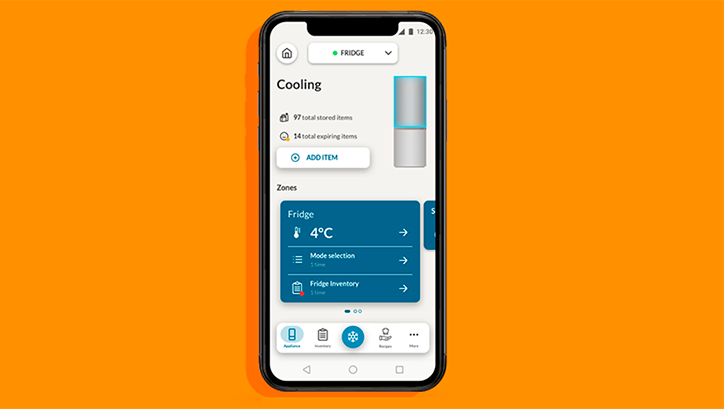 12:30
FRIDGE
Cooling
97 total stored items
14 total expiring items
ADD ITEM
Zones
Fridge
S
4°C
Mode selection
1 time
Fridge Inventory
1 time
Appliance
Inventory
Recipes
More